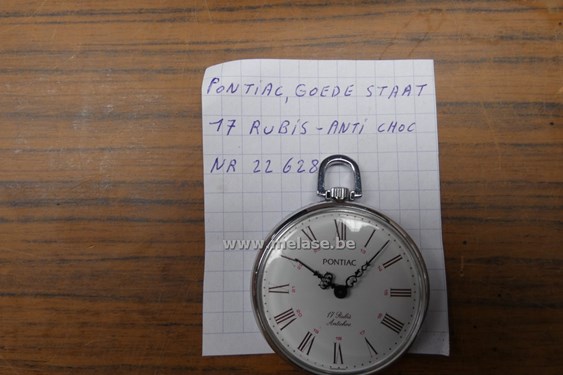 PONTIAC, GOEDE STAAT
17 RUBIS - ANTI CHOC
NR 22 628
www.melase.be
PONTIAC
17 Rubis
Antichoc